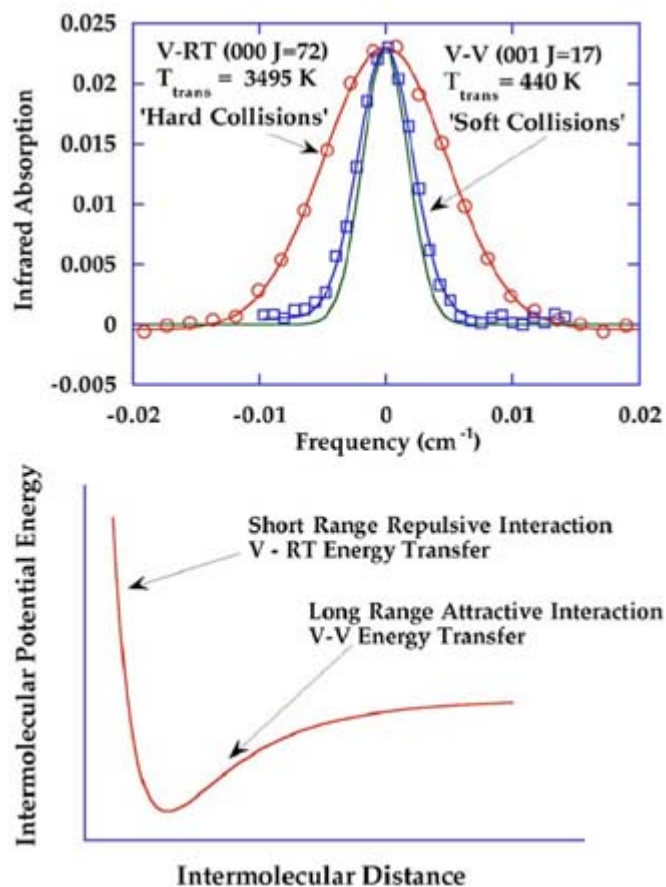 0.025
0.02
0.015
0.01
0.005
0
-0.005
Infrared Absorption
V-RT (000 J=72)
T_trans = 3495 K
'Hard Collisions'
V-V (001 J=17)
T_trans = 440 K
'Soft Collisions'
-0.02 -0.01 0 0.01 0.02
Frequency (cm⁻¹)
Intermolecular Potential Energy
Short Range Repulsive Interaction
V - RT Energy Transfer
Long Range Attractive Interaction
V-V Energy Transfer
Intermolecular Distance